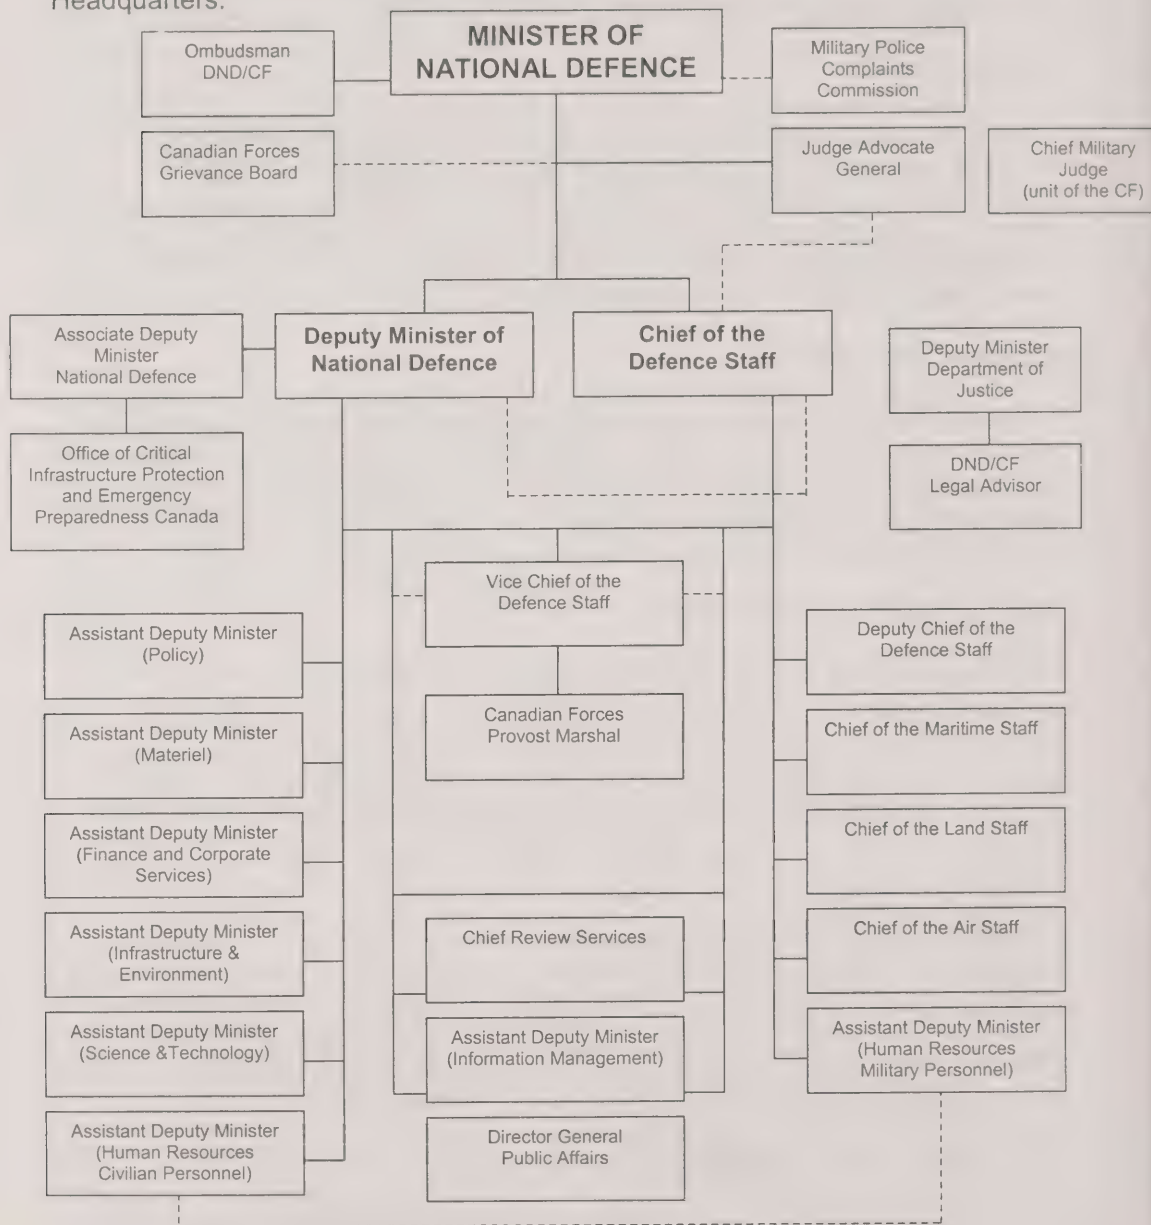 Headquarters.
MINISTER OF
NATIONAL DEFENCE
Ombudsman
DND/CF
Military Police
Complaints
Commission
Canadian Forces
Grievance Board
Judge Advocate
General
Chief Military
Judge
(unit of the CF)
Associate Deputy
Minister
National Defence
Deputy Minister of
National Defence
Chief of the
Defence Staff
Deputy Minister
Department of
Justice
Office of Critical
Infrastructure Protection
and Emergency
Preparedness Canada
DND/CF
Legal Advisor
Vice Chief of the
Defence Staff
Canadian Forces
Provost Marshal
Assistant Deputy Minister
(Policy)
Assistant Deputy Minister
(Materiel)
Assistant Deputy Minister
(Finance and Corporate
Services)
Assistant Deputy Minister
(Infrastructure &
Environment)
Assistant Deputy Minister
(Science &Technology)
Assistant Deputy Minister
(Human Resources
Civilian Personnel)
Chief Review Services
Assistant Deputy Minister
(Information Management)
Director General
Public Affairs
Deputy Chief of the
Defence Staff
Chief of the Maritime Staff
Chief of the Land Staff
Chief of the Air Staff
Assistant Deputy Minister
(Human Resources
Military Personnel)